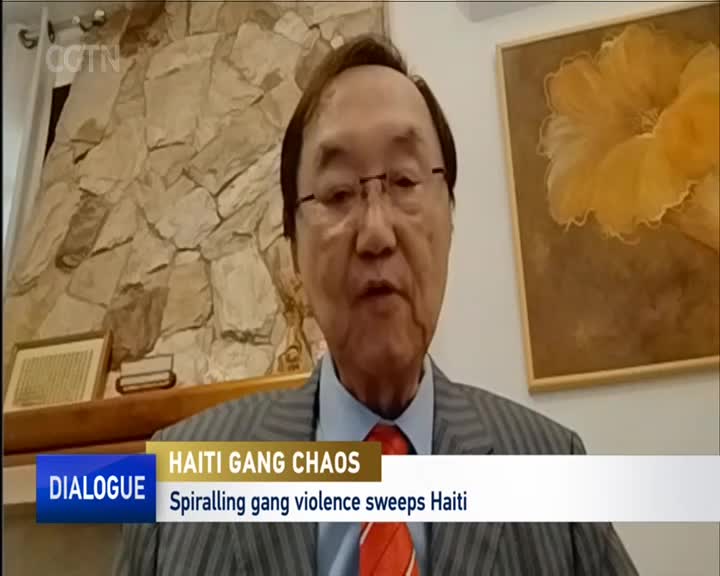 CGTN
HAITI GANG CHAOS
DIALOGUE
Spiralling gang violence sweeps Haiti